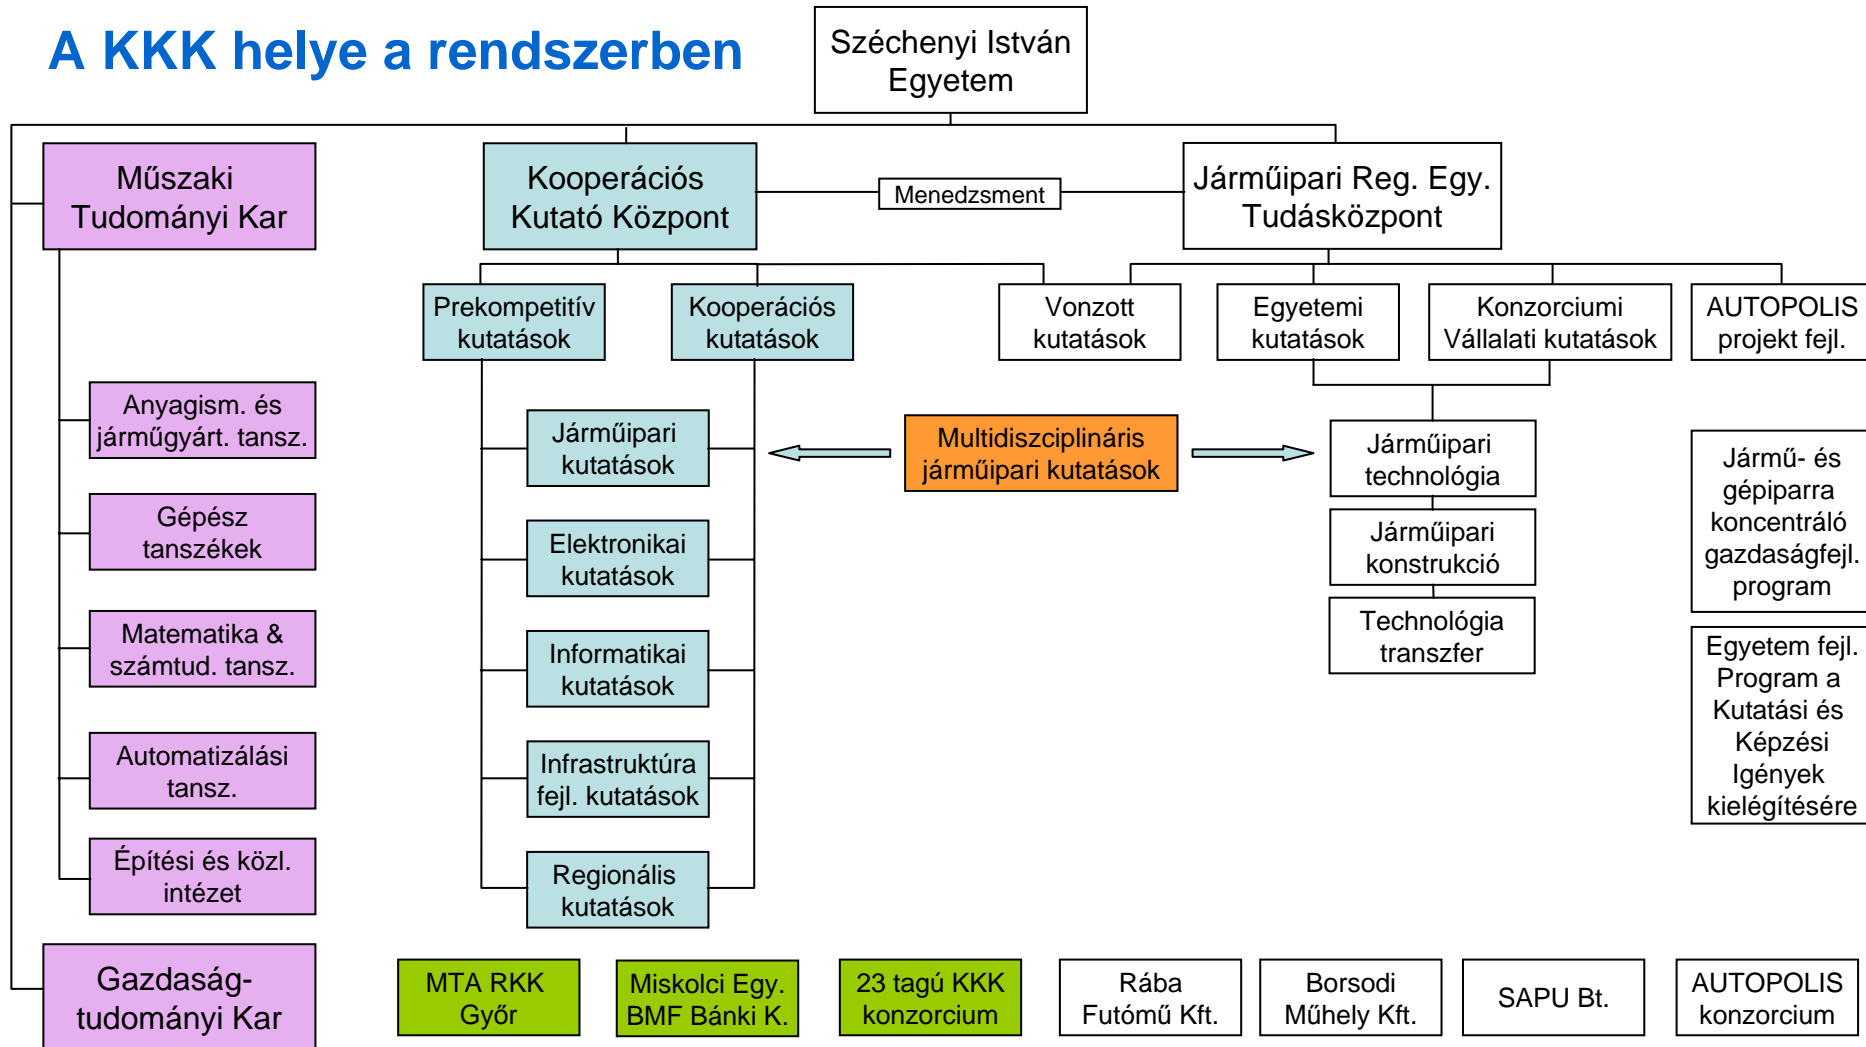 A KKK helye a rendszerben
Széchenyi István
Egyetem
Műszaki
Tudományi Kar
Kooperációs
Kutató Központ
Menedzsment
Járműipari Reg. Egy.
Tudásközpont
Prekompetitív
kutatások
Kooperációs
kutatások
Vonzott
kutatások
Egyetemi
kutatások
Konzorciumi
Vállalati kutatások
AUTOPOLIS
projekt fejl.
Anyagism. és
járműgyárt. tansz.
Gépész
tanszékek
Matematika &
számtud. tansz.
Automatizálási
tansz.
Építési és közl.
intézet
Járműipari
kutatások
Elektronikai
kutatások
Informatikai
kutatások
Infrastruktúra
fejl. kutatások
Regionális
kutatások
Multidiszciplináris
járműipari kutatások
Járműipari
technológia
Járműipari
konstrukció
Technológia
transzfer
Jármű- és
gépiparra
koncentráló
gazdaságfejl.
program
Egyetem fejl.
Program a
Kutatási és
Képzési
Igények
kielégítésére
Gazdaság-
tudományi Kar
MTA RKK
Győr
Miskolci Egy.
BMF Bánki K.
23 tagú KKK
konzorcium
Rába
Futómű Kft.
Borsodi
Műhely Kft.
SAPU Bt.
AUTOPOLIS
konzorcium